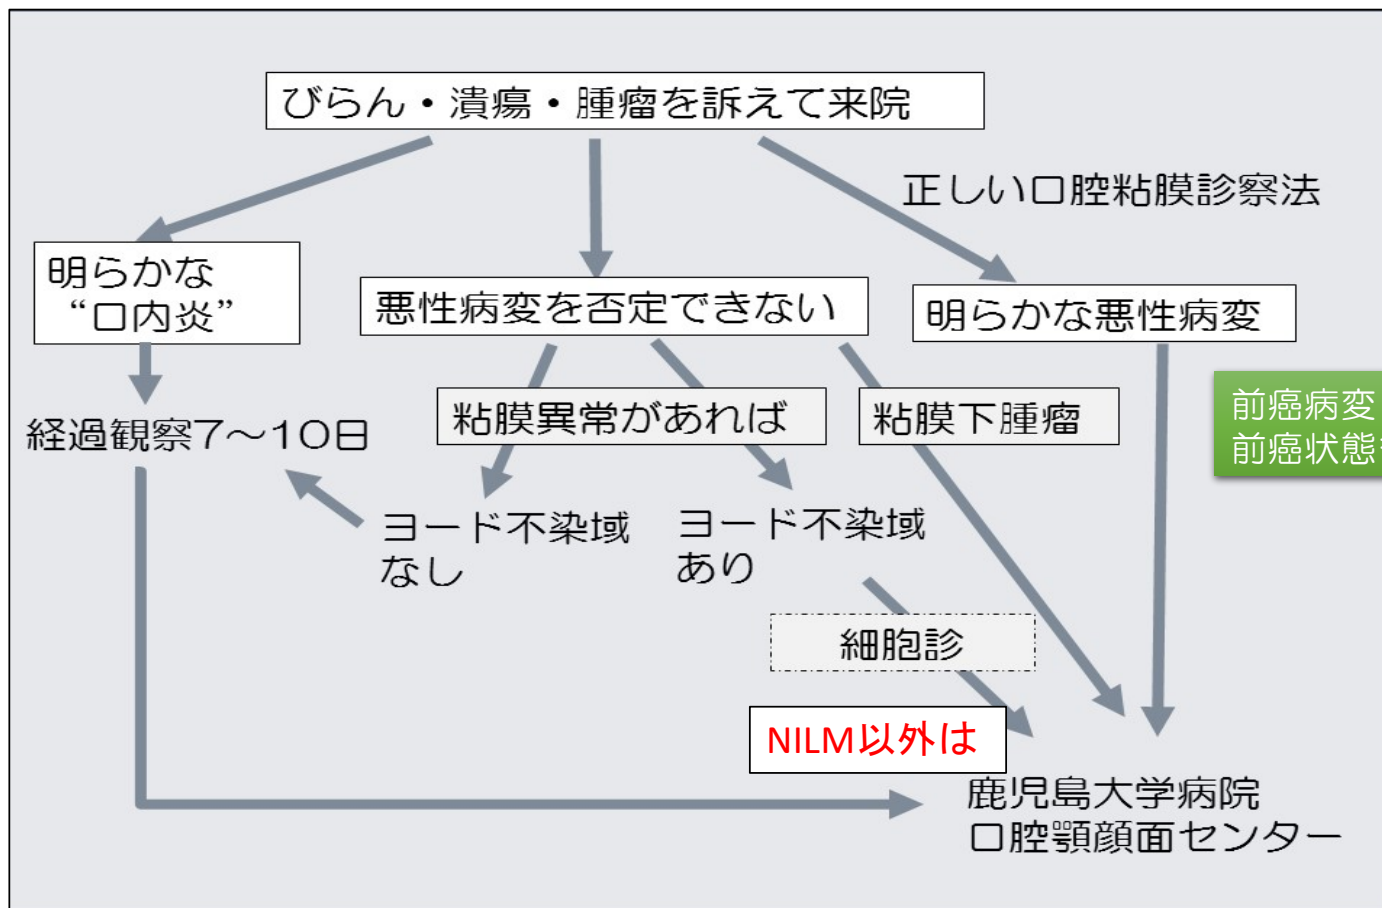 びらん・潰瘍・腫瘤を訴えて来院
正しい口腔粘膜診察法
明らかな
“口内炎”
悪性病変を否定できない
明らかな悪性病変
前癌病変
前癌状態
粘膜異常があれば
粘膜下腫瘤
経過観察7～10日
ヨード不染域
なし
ヨード不染域
あり
細胞診
NILM以外は
鹿児島大学病院
口腔顎顔面センター